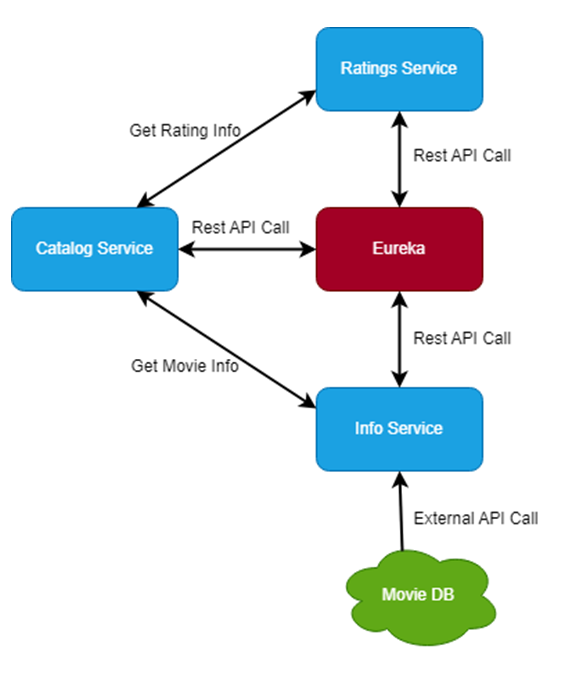 Ratings Service
Get Rating Info
Rest API Call
Rest API Call
Catalog Service
Eureka
Rest API Call
Get Movie Info
Info Service
External API Call
Movie DB